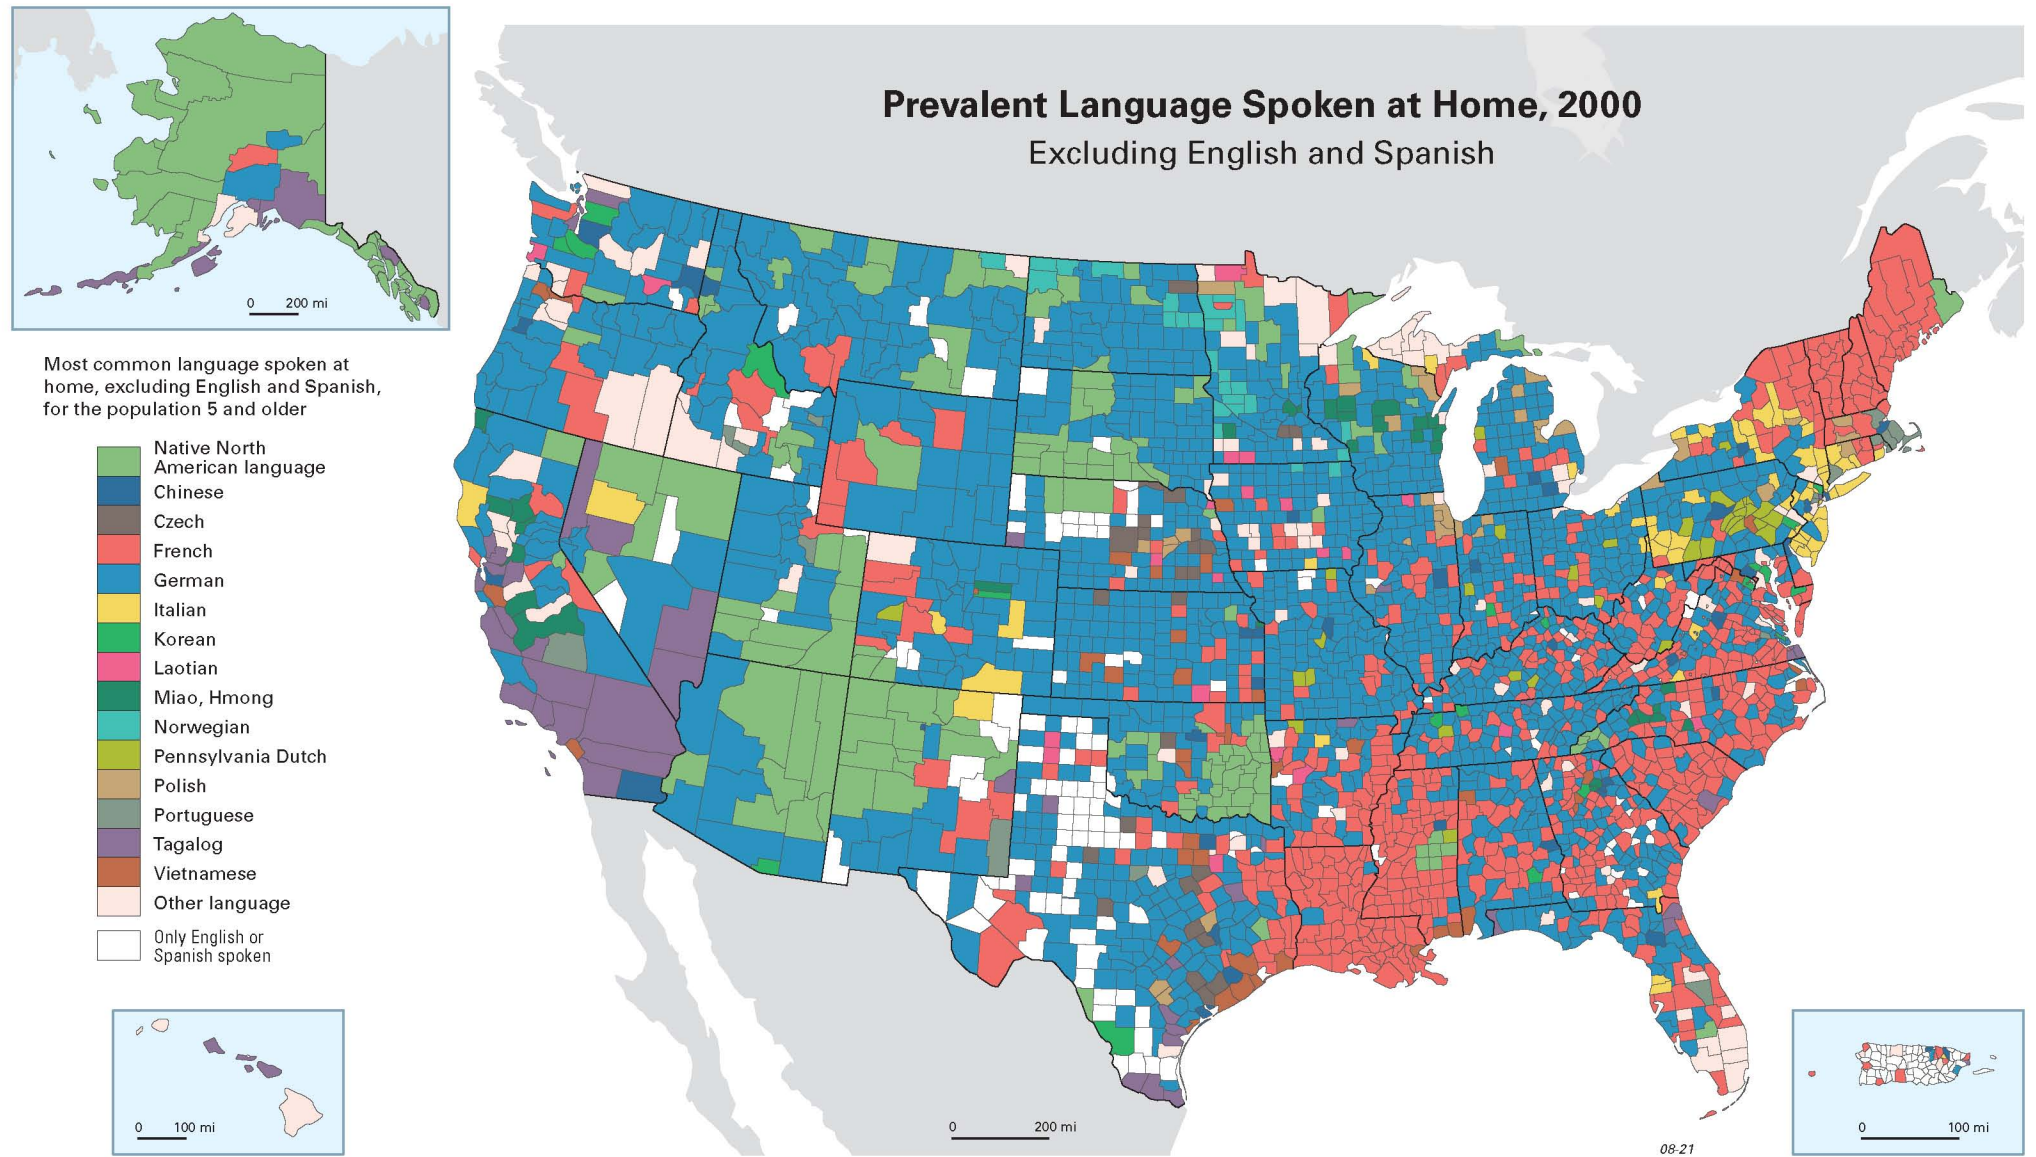 Prevalent Language Spoken at Home, 2000
Excluding English and Spanish
0 200 mi
Most common language spoken at
home, excluding English and Spanish,
for the population 5 and older
Native North
American language
Chinese
Czech
French
German
Italian
Korean
Laotian
Miao, Hmong
Norwegian
Pennsylvania Dutch
Polish
Portuguese
Tagalog
Vietnamese
Other language
Only English or
Spanish spoken
0 100 mi
0 200 mi
0 100 mi
08-21